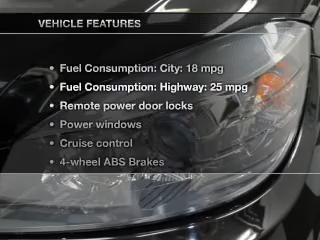 VEHICLE FEATURES
• Fuel Consumption: City: 18 mpg
• Fuel Consumption: Highway: 25 mpg
• Remote power door locks
• Power windows
• Cruise control
• 4-wheel ABS Brakes